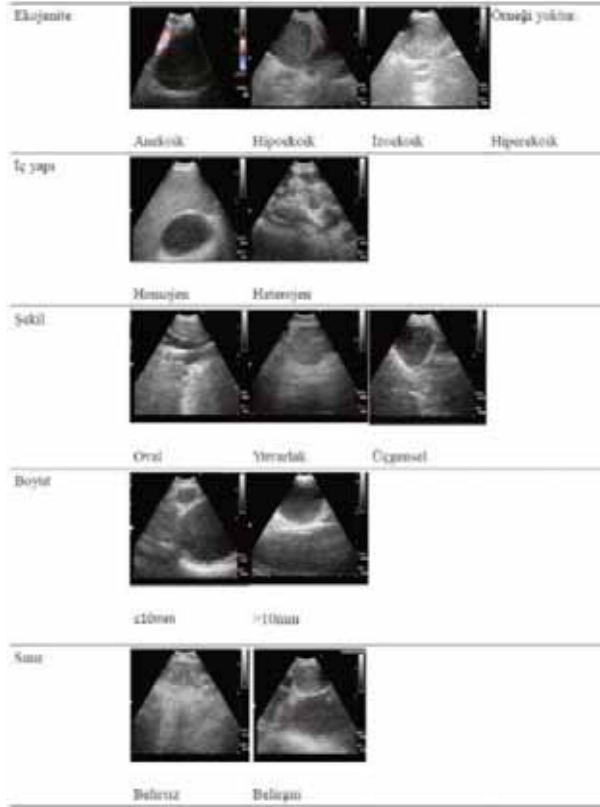 Ekojenite
Örneği yoktur.
Anekoik Hipoekoik İzoekoik Hiperekoik
İç yapı
Homojen Heterojen
Şekil
Oval Yuvarlak Üçgensel
Boyut
≤10mm >10mm
Sınır
Belirsiz Belirgin